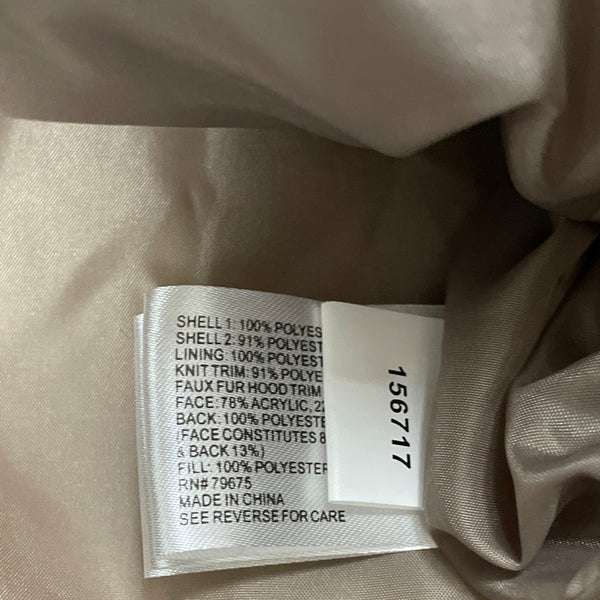 SHELL 1: 100% POLYES
SHELL 2: 91% POLYEST
LINING: 100% POLYEST
KNIT TRIM: 91% POLYE
FAUX FUR HOOD TRIM
FACE: 78% ACRYLIC, 22
BACK: 100% POLYESTE
(FACE CONSTITUTES 8
& BACK 13%)
FILL: 100% POLYESTER
RN# 79675
MADE IN CHINA
SEE REVERSE FOR CARE
156717